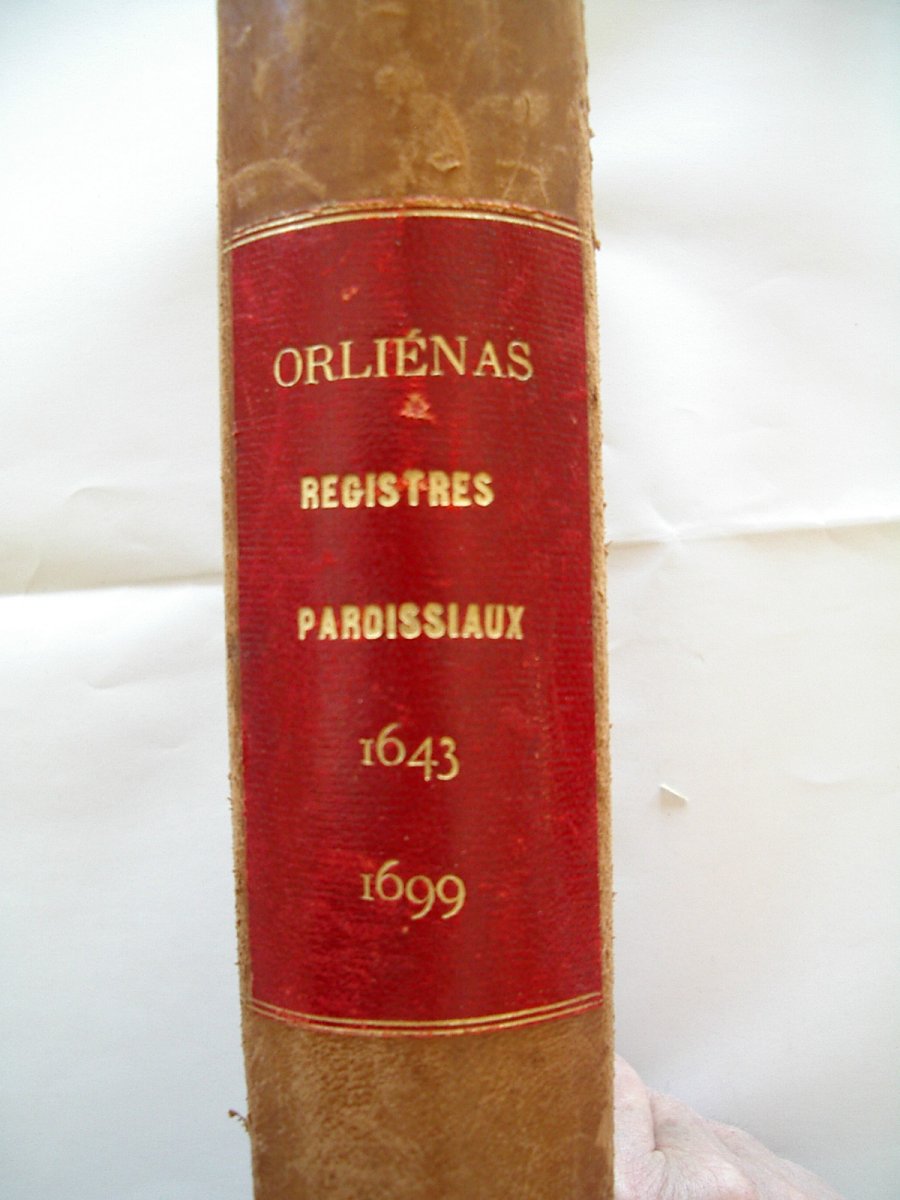 ORLIÉNAS
REGISTRES
PAROISSIAUX
1643
1699